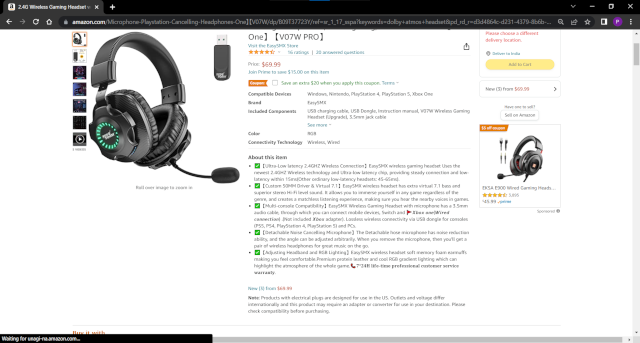 2.4G Wireless Gaming Headset w
amazon.com/Microphone-Playstation-Cancelling-Headphones-One】【V07W/dp/B09T37723Y/ref=sr_1_17_sspa?keywords=dolby+atmos+headset&pd_rd_r=
One】【V07W PRO】
Visit the EasySMX Store
16 ratings | 20 answered questions
Price: $69.99
Join Prime to save $15.00 on this item
Coupon Save an extra $20 when you apply this coupon. Terms
Compatible Devices Windows, Nintendo, PlayStation 4, PlayStation 5, Xbox One
Brand EasySMX
Included Components USB charging cable, USB Dongle, Instruction manual, V07W Wireless Gaming
Headset (Upgrade), 3.5mm jack cable
See more
Color RGB
Connectivity Technology Wireless, Wired
About this item
✅【Ultra-Low latency 2.4GHZ Wireless Connection】EasySMX wireless gaming headset Uses the
newest 2.4GHZ Wireless technology and Ultra-low latency chip, providing steady connection and low
latency within 15ms(Other ordinary low-latency headsets: 45-65ms).
✅【Custom 50MM Driver & Virtual 7.1】EasySMX wireless headset has extra virtual 7.1 bass and
superior stereo Hi-Fi level sound. It allows you to immerse yourself in any game regardless of the
genre, and creates a matchless listening experience, making sure you hear the nearby voices in games.
✅【Multi-console Compatibility】EasySMX Wireless Gaming Headset with microphone has a 3.5mm
audio cable, through which you can connect mobile devices, Switch and Xbox one(Wired
connection) (Not included Xbox adapter). Lossless wireless connectivity via USB dongle for consoles
(PS5, PS4, PlayStation 4, PlayStation 5) and PCs.
✅【Detachable Noise Cancelling Microphone】The Detachable Noise microphone has noise reduction
ability, and the angle can be adjusted arbitrarily. When you remove the microphone, then you'll get a
pair of wireless headphones for great music on the go.
✅【Adjusting Headband and RGB Lighting】EasySMX wireless headset soft memory foam earmuffs
making you feel comfortable.Premium protein leather and cool RGB gradient lighting which can
highlight the atmosphere of the whole game. 7*24H life-time professional customer service
warranty.
New (3) from $69.99
Note: Products with electrical plugs are designed for use in the US. Outlets and voltage differ
internationally and this product may require an adapter or converter for use in your destination. Please
check compatibility before purchasing.
Roll over image to zoom in
Please choose a different
delivery location
Deliver to India
Add to Cart
New (3) from $69.99
Have one to sell?
Sell on Amazon
$5 off coupon
EKSA E900 Wired Gaming Heads...
Sponsored
Waiting for unagi-na.amazon.com...
Buy it with